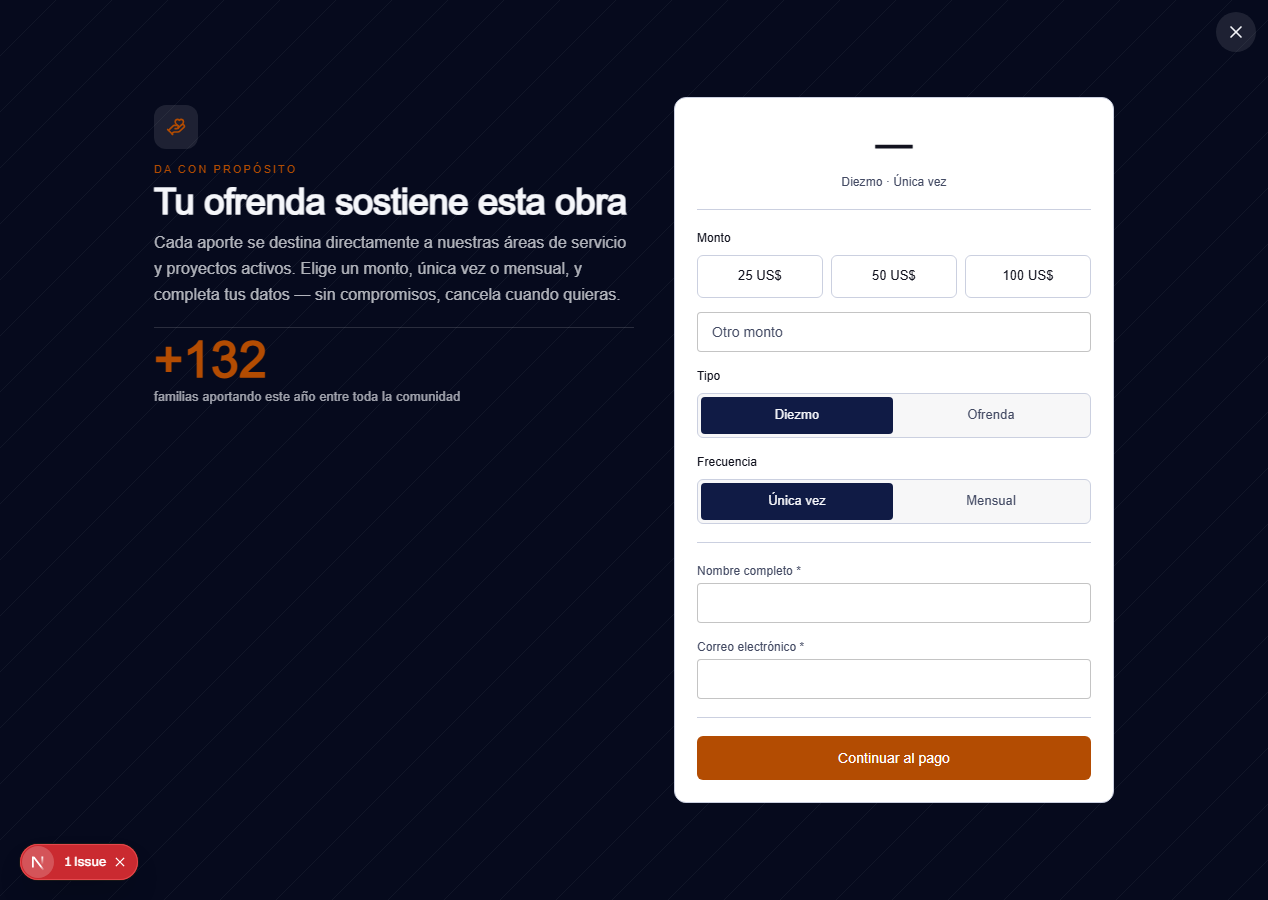 DA CON PROPÓSITO
Tu ofrenda sostiene esta obra
Cada aporte se destina directamente a nuestras áreas de servicio
y proyectos activos. Elige un monto, única vez o mensual, y
completa tus datos — sin compromisos, cancela cuando quieras.
+132
familias aportando este año entre toda la comunidad
—
Diezmo · Única vez
Monto
25 US$
50 US$
100 US$
Otro monto
Tipo
Diezmo
Ofrenda
Frecuencia
Única vez
Mensual
Nombre completo *
Correo electrónico *
Continuar al pago
N
1 Issue